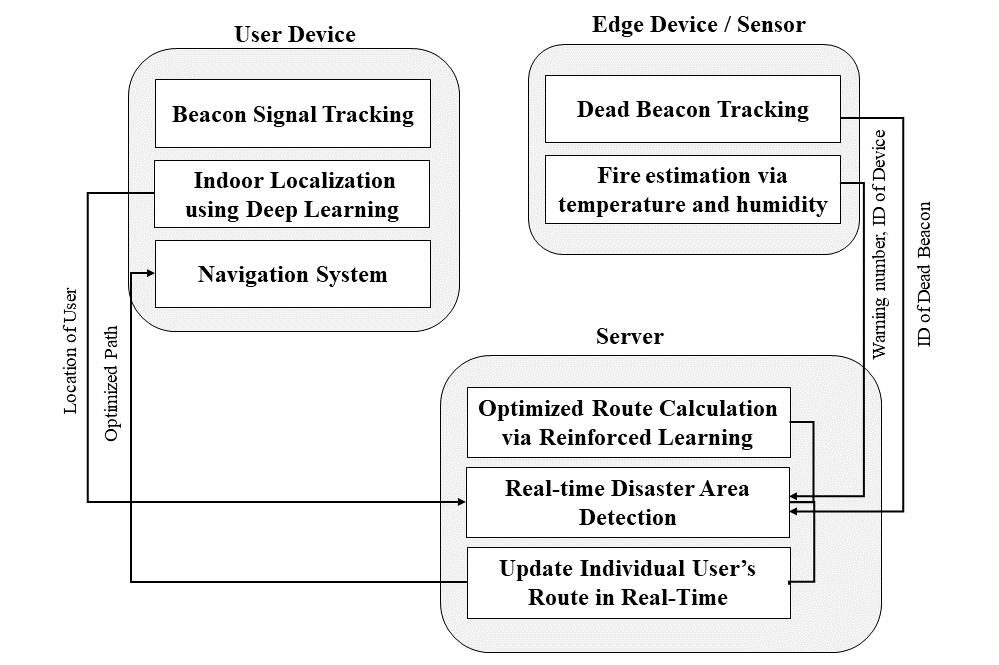 User Device
Beacon Signal Tracking
Indoor Localization
using Deep Learning
Navigation System
Edge Device / Sensor
Dead Beacon Tracking
Fire estimation via
temperature and humidity
Warning number, ID of Device
ID of Dead Beacon
Location of User
Optimized Path
Server
Optimized Route Calculation
via Reinforced Learning
Real-time Disaster Area
Detection
Update Individual User’s
Route in Real-Time